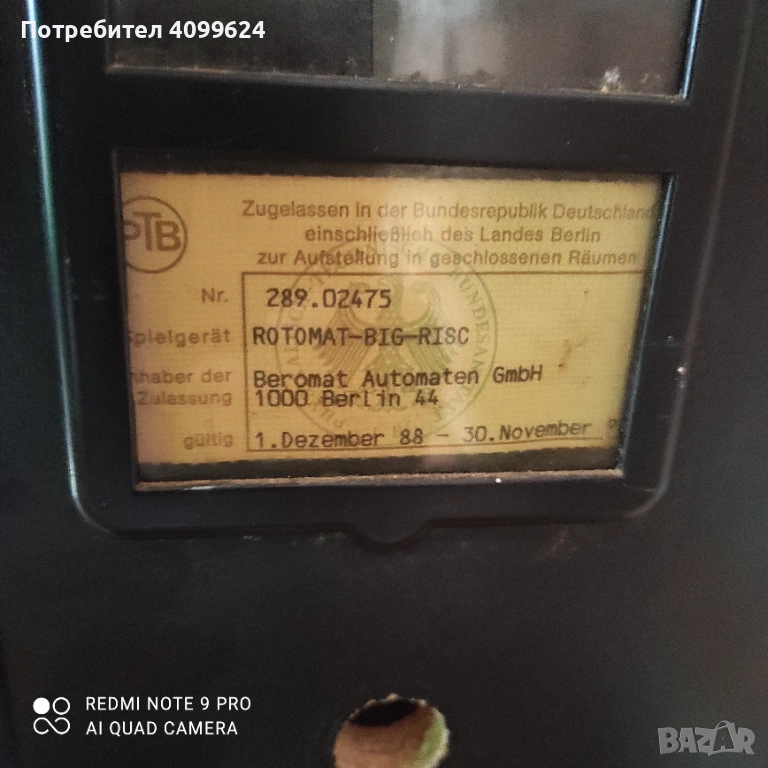 Потребител 4099624
PTB
Zugelassen in der Bundesrepublik Deutschland
einschließlich des Landes Berlin
zur Aufstellung in geschlossenen Räumen
Nr. 289.02475
Spielgerät ROTOMAT-BIG-RISC
nhaber der Beromat Automaten GmbH
Zulassung 1000 Berlin 44
gültig 1.Dezember 88 - 30.November
REDMI NOTE 9 PRO
AI QUAD CAMERA
BAZAR